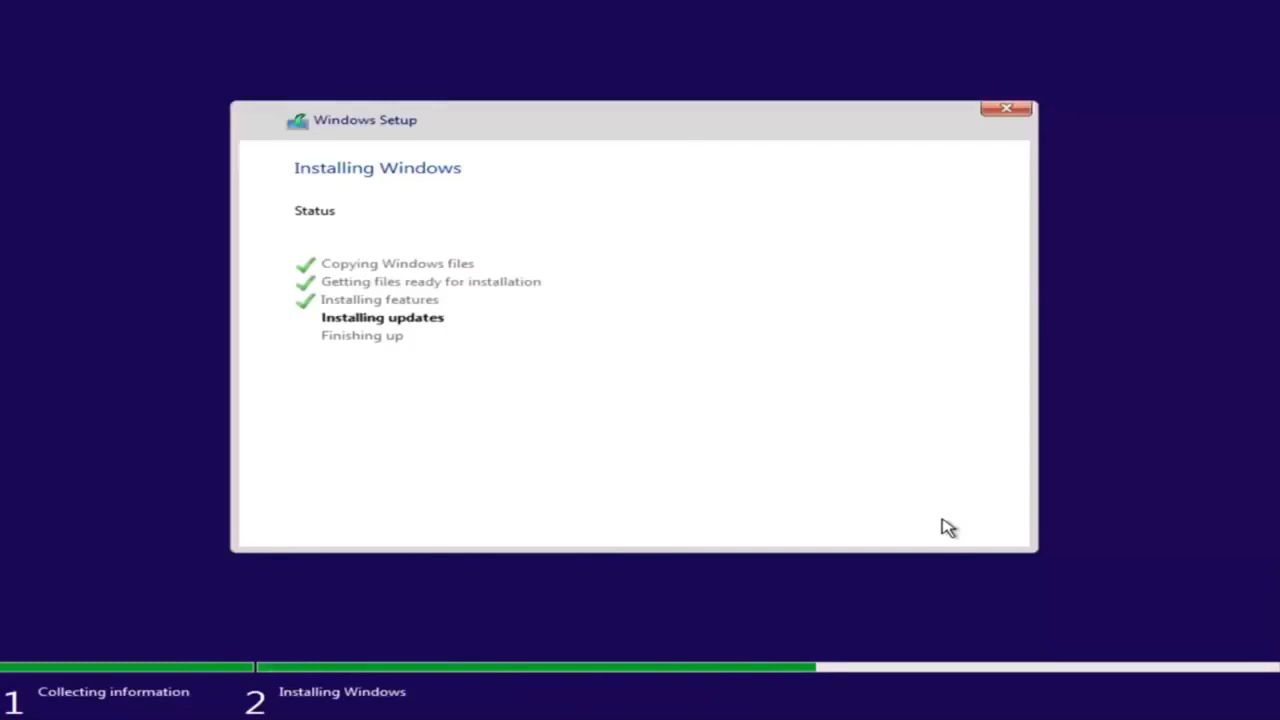 Windows Setup
Installing Windows
Status
Copying Windows files
Getting files ready for installation
Installing features
Installing updates
Finishing up
1 Collecting information
2 Installing Windows